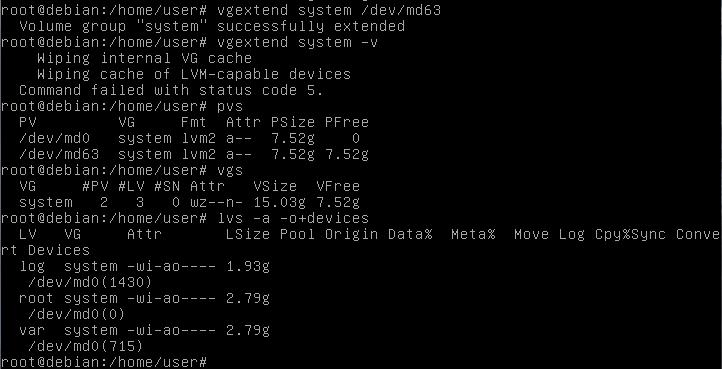 root@debian:/home/user# vgextend system /dev/md63
  Volume group "system" successfully extended
root@debian:/home/user# vgextend system -v
    Wiping internal VG cache
    Wiping cache of LVM-capable devices
  Command failed with status code 5.
root@debian:/home/user# pvs
  PV         VG     Fmt  Attr PSize PFree
  /dev/md0   system lvm2 a--  7.52g    0
  /dev/md63  system lvm2 a--  7.52g 7.52g
root@debian:/home/user# vgs
  VG     #PV #LV #SN Attr   VSize  VFree
  system   2   3   0 wz--n- 15.03g 7.52g
root@debian:/home/user# lvs -a -o+devices
  LV   VG     Attr       LSize Pool Origin Data%  Meta%  Move Log Cpy%Sync Conve
rt Devices
  log  system -wi-ao---- 1.93g
   /dev/md0(1430)
  root system -wi-ao---- 2.79g
   /dev/md0(0)
  var  system -wi-ao---- 2.79g
   /dev/md0(715)
root@debian:/home/user#